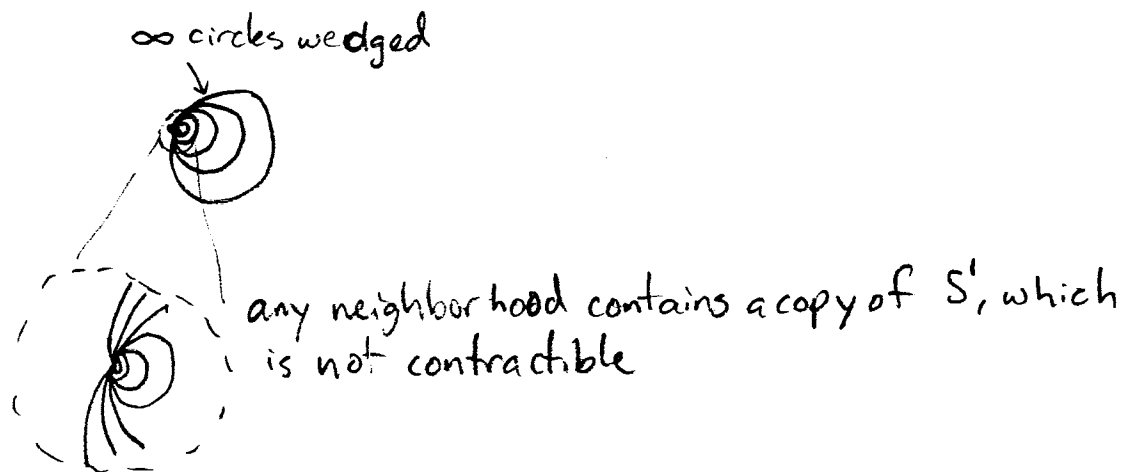 ∞ circles wedged
any neighborhood contains a copy of S¹, which
is not contractible